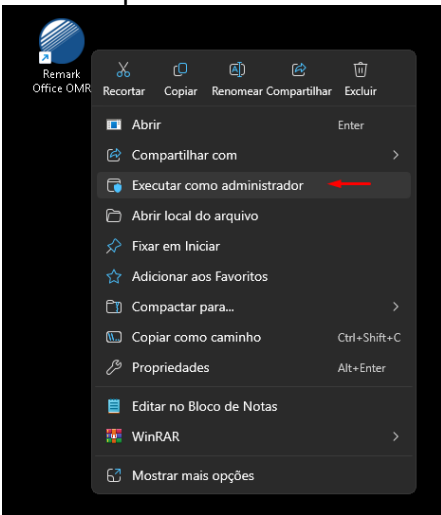 Remark
Office OMR
Recortar Copiar Renomear Compartilhar Excluir
Abrir Enter
Compartilhar com
Executar como administrador
Abrir local do arquivo
Fixar em Iniciar
Adicionar aos Favoritos
Compactar para...
Copiar como caminho Ctrl+Shift+C
Propriedades Alt+Enter
Editar no Bloco de Notas
WinRAR
Mostrar mais opções